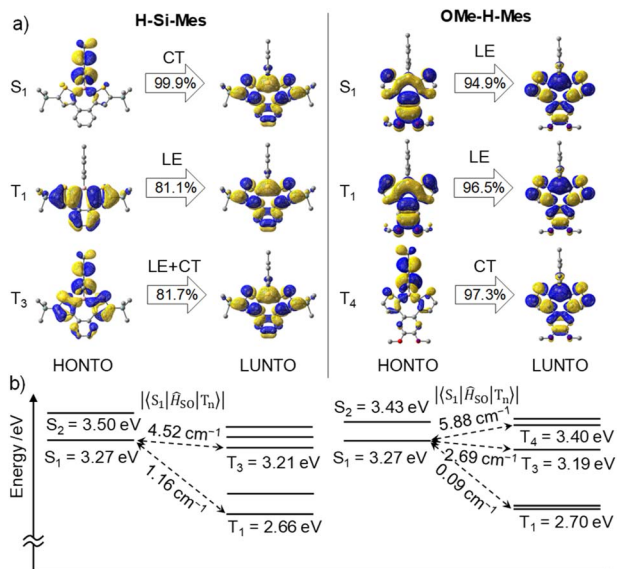 a)
H-Si-Mes
OMe-H-Mes
S₁
CT
99.9%
S₁
LE
94.9%
T₁
LE
81.1%
T₁
LE
96.5%
T₃
LE+CT
81.7%
T₄
CT
97.3%
HONTO
LUNTO
HONTO
LUNTO
b)
Energy /eV
|⟨S₁|Ĥ_SO|Tₙ⟩|
S₂ = 3.50 eV
4.52 cm⁻¹
S₁ = 3.27 eV
T₃ = 3.21 eV
1.16 cm⁻¹
T₁ = 2.66 eV
|⟨S₁|Ĥ_SO|Tₙ⟩|
S₂ = 3.43 eV
5.88 cm⁻¹
T₄ = 3.40 eV
S₁ = 3.27 eV
2.69 cm⁻¹
T₃ = 3.19 eV
0.09 cm⁻¹
T₁ = 2.70 eV